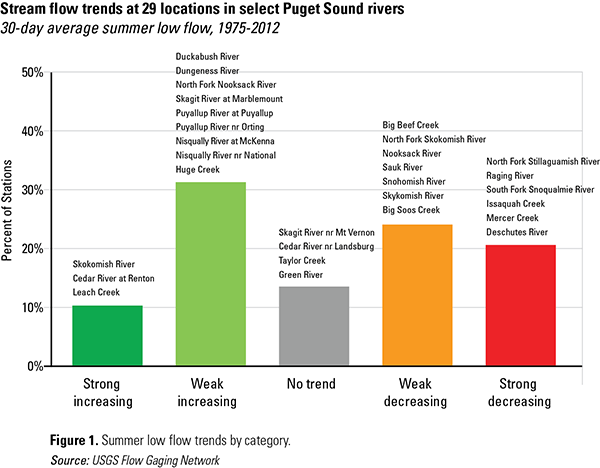 Stream flow trends at 29 locations in select Puget Sound rivers
30-day average summer low flow, 1975-2012
Percent of Stations
50%
40%
30%
20%
10%
0%
Skokomish River
Cedar River at Renton
Leach Creek
Duckabush River
Dungeness River
North Fork Nooksack River
Skagit River at Marblemount
Puyallup River at Puyallup
Puyallup River nr Orting
Nisqually River at McKenna
Nisqually River nr National
Huge Creek
Skagit River nr Mt Vernon
Cedar River nr Landsburg
Taylor Creek
Green River
Big Beef Creek
North Fork Skokomish River
Nooksack River
Sauk River
Snohomish River
Skykomish River
Big Soos Creek
North Fork Stillaguamish River
Raging River
South Fork Snoqualmie River
Issaquah Creek
Mercer Creek
Deschutes River
Strong
increasing
Weak
increasing
No trend
Weak
decreasing
Strong
decreasing
Figure 1. Summer low flow trends by category.
Source: USGS Flow Gaging Network